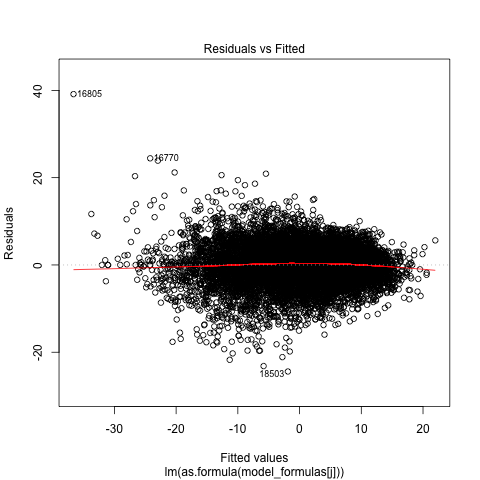 Residuals vs Fitted
40
20
0
-20
Residuals
16805
16770
18503
-30 -20 -10 0 10 20
Fitted values
lm(as.formula(model_formulas[j]))